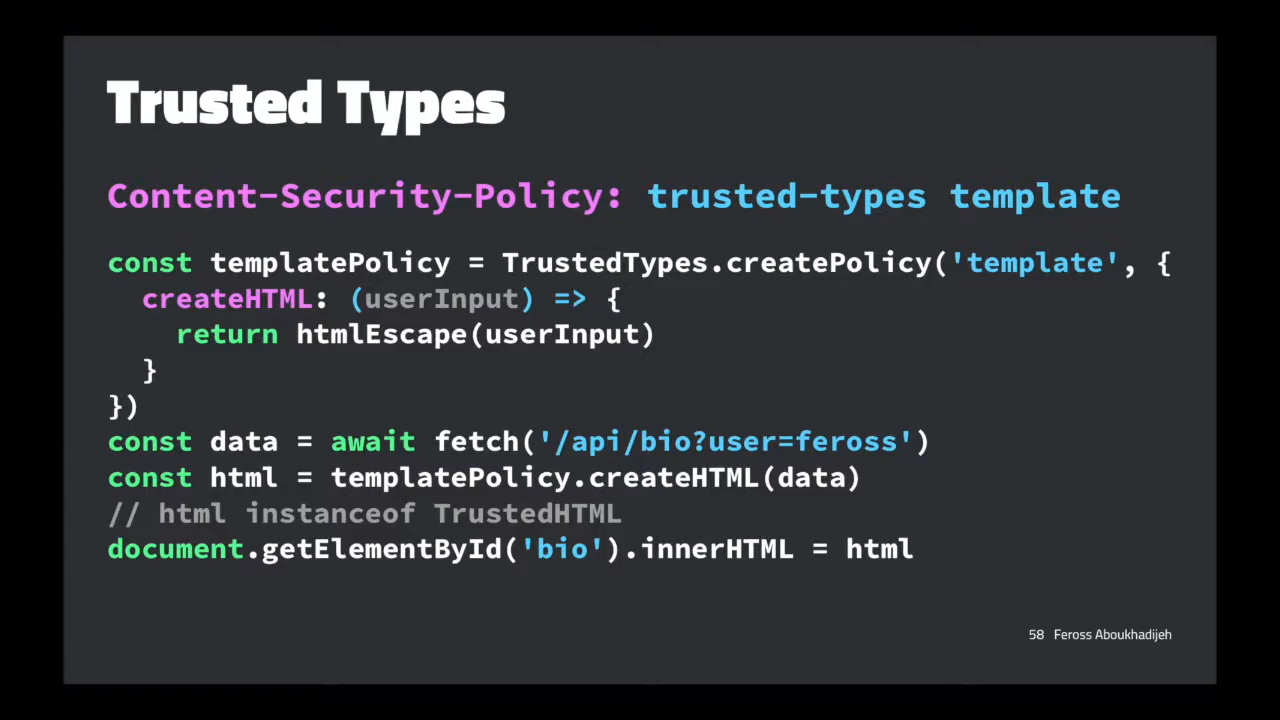 Trusted Types
Content-Security-Policy: trusted-types template
const templatePolicy = TrustedTypes.createPolicy('template', {
  createHTML: (userInput) => {
    return htmlEscape(userInput)
  }
})
const data = await fetch('/api/bio?user=feross')
const html = templatePolicy.createHTML(data)
// html instanceof TrustedHTML
document.getElementById('bio').innerHTML = html
58 Feross Aboukhadijeh